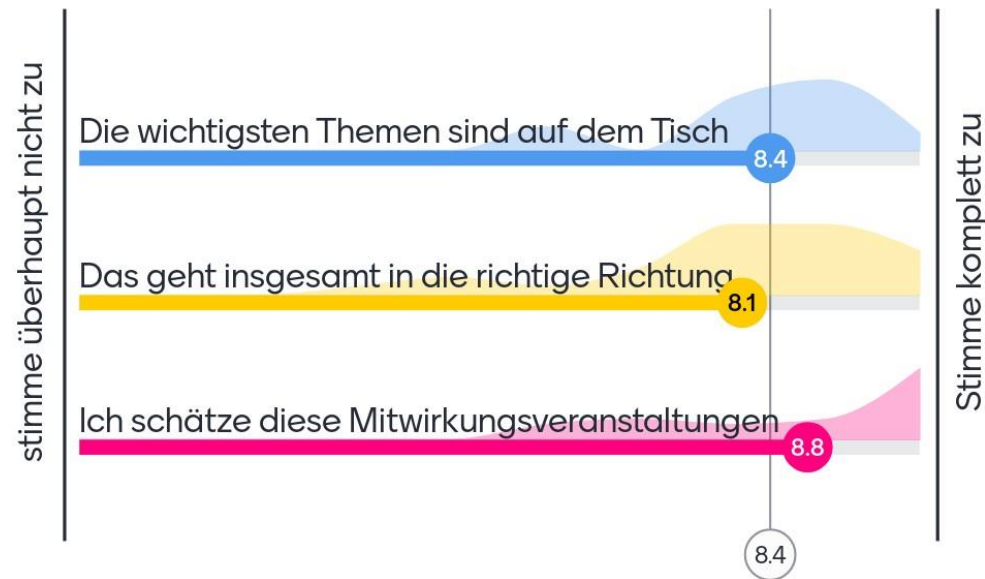 stimme überhaupt nicht zu
Die wichtigsten Themen sind auf dem Tisch
8.4
Das geht insgesamt in die richtige Richtung
8.1
Ich schätze diese Mitwirkungsveranstaltungen
8.8
8.4
Stimme komplett zu